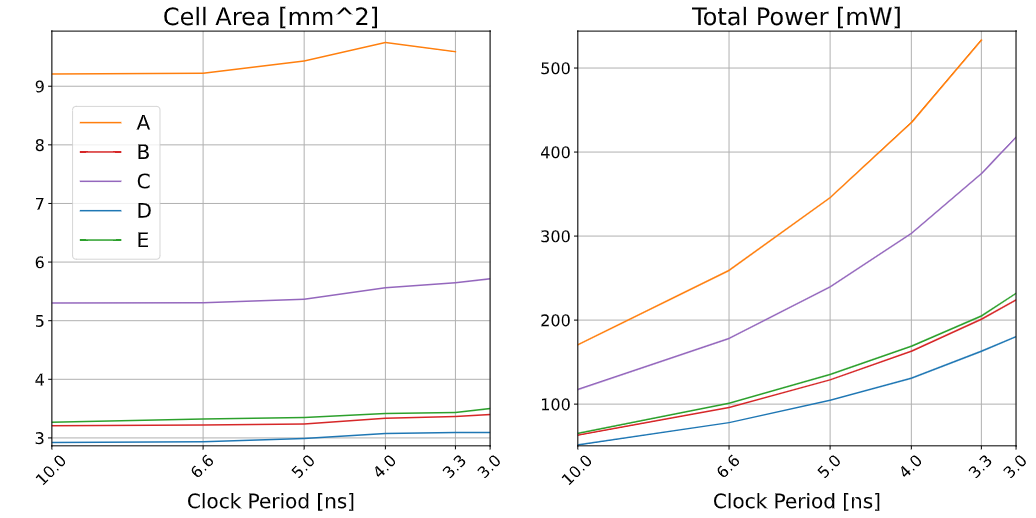 Cell Area [mm^2]
9
8
7
6
5
4
3
A
B
C
D
E
10.0
6.6
5.0
4.0
3.3
3.0
Clock Period [ns]
Total Power [mW]
500
400
300
200
100
10.0
6.6
5.0
4.0
3.3
3.0
Clock Period [ns]